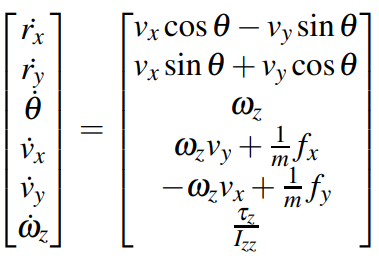 ṙ_x = v_x cos θ − v_y sin θ
ṙ_y = v_x sin θ + v_y cos θ
θ̇ = ω_z
v̇_x = ω_z v_y + 1/m f_x
v̇_y = −ω_z v_x + 1/m f_y
ω̇_z = τ_z / I_zz